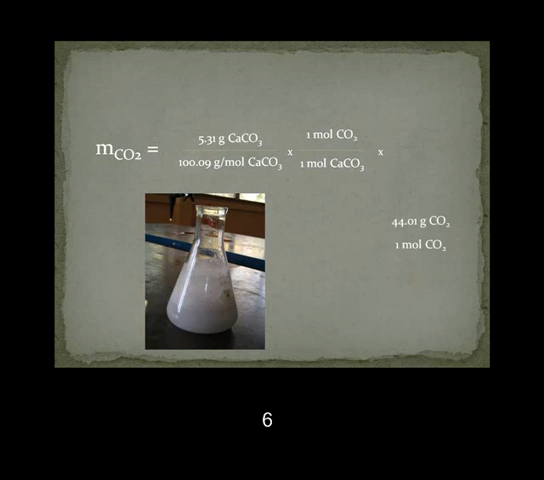 m_CO2 = 5.31 g CaCO₃ / 100.09 g/mol CaCO₃ x 1 mol CO₂ / 1 mol CaCO₃ x
44.01 g CO₂
1 mol CO₂
6